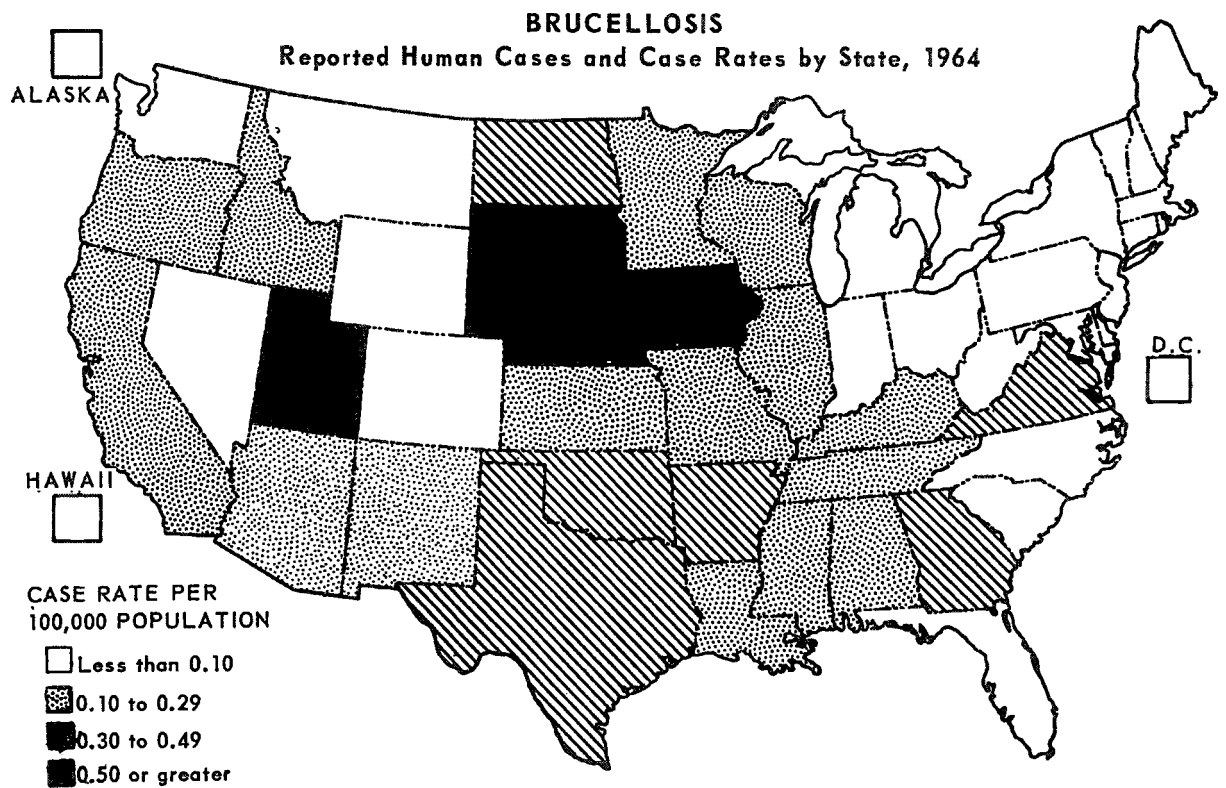 BRUCELLOSIS
Reported Human Cases and Case Rates by State, 1964
ALASKA
D.C.
HAWAII
CASE RATE PER
100,000 POPULATION
Less than 0.10
0.10 to 0.29
0.30 to 0.49
0.50 or greater